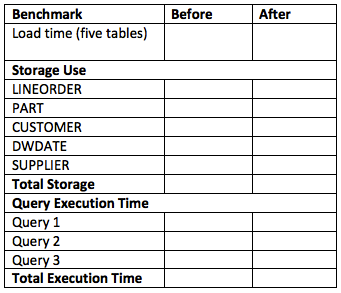 Benchmark Before After
Load time (five tables)
Storage Use
LINEORDER
PART
CUSTOMER
DWDATE
SUPPLIER
Total Storage
Query Execution Time
Query 1
Query 2
Query 3
Total Execution Time